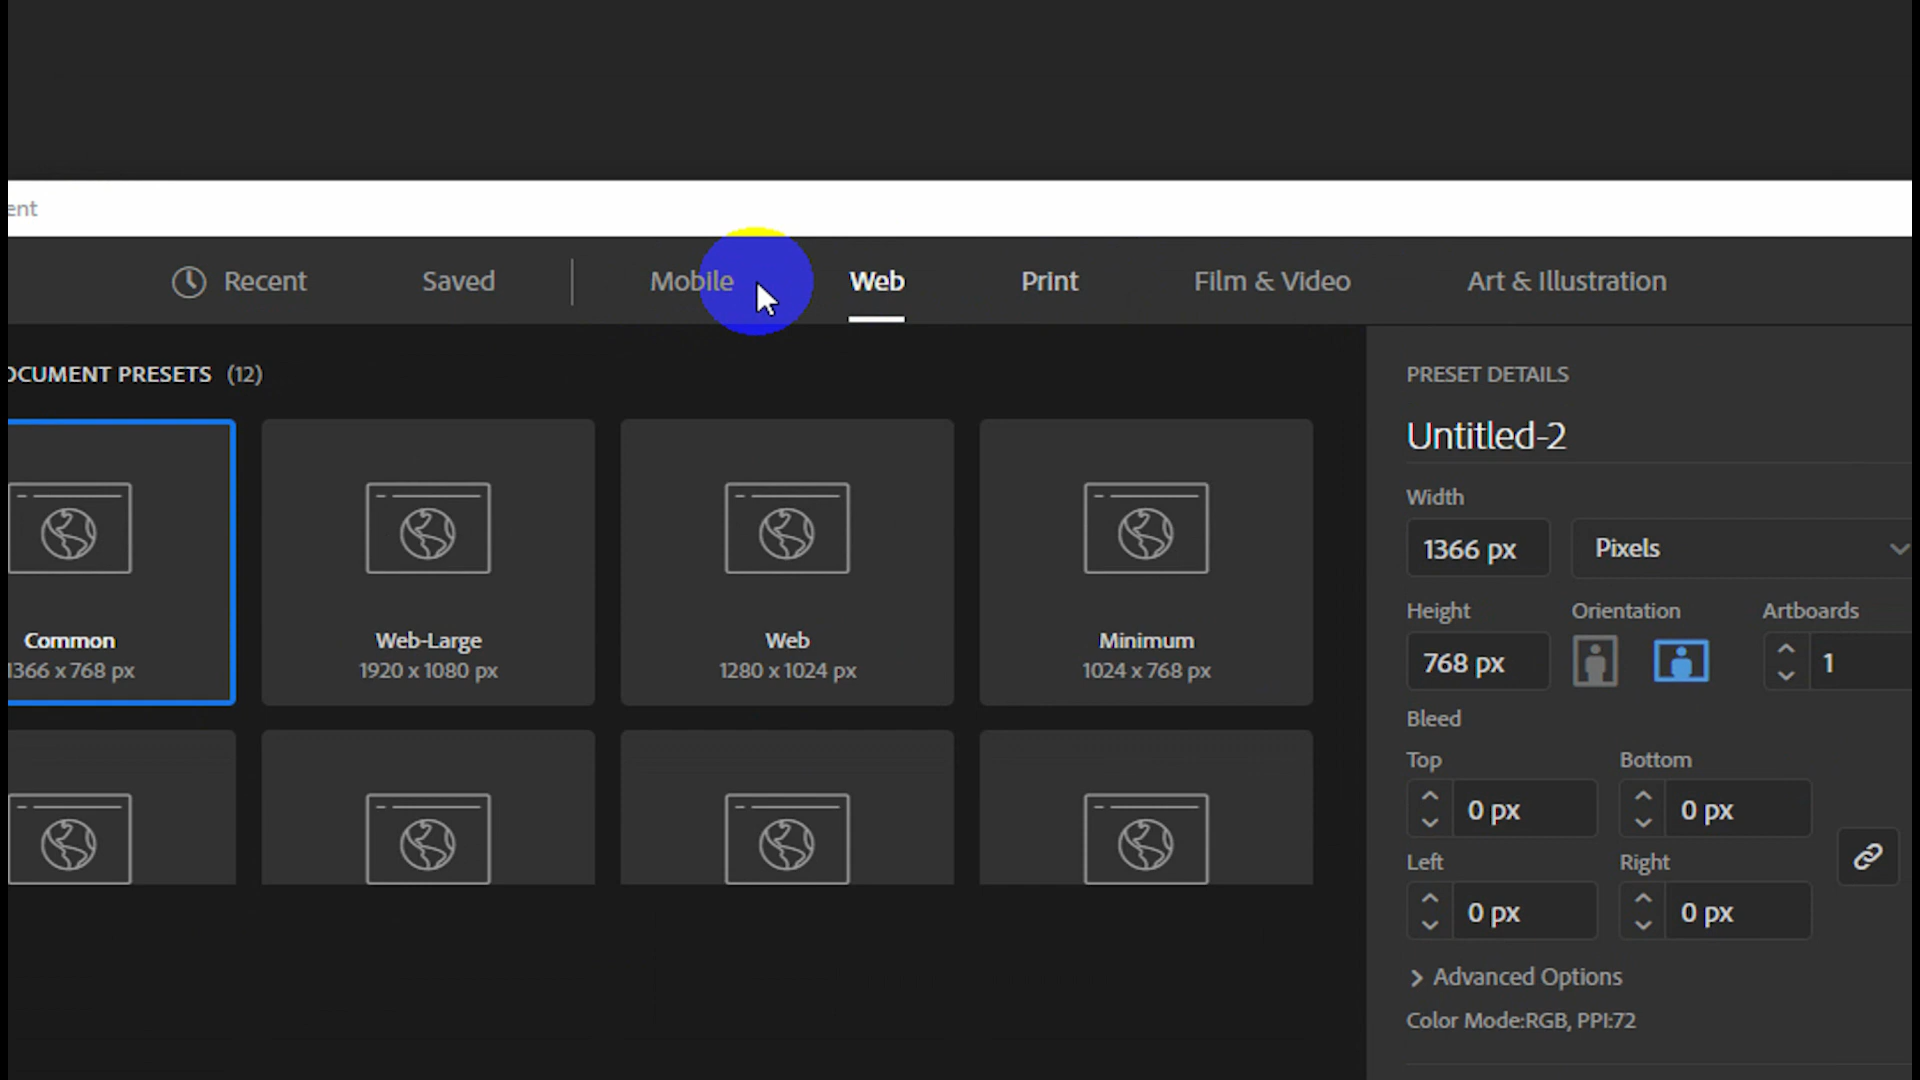 ent
Recent Saved Mobile Web Print Film & Video Art & Illustration
OCUMENT PRESETS (12)
Common
1366 x 768 px
Web-Large
1920 x 1080 px
Web
1280 x 1024 px
Minimum
1024 x 768 px
PRESET DETAILS
Untitled-2
Width
1366 px Pixels
Height Orientation Artboards
768 px 1
Bleed
Top Bottom
0 px 0 px
Left Right
0 px 0 px
Advanced Options
Color Mode:RGB, PPI:72